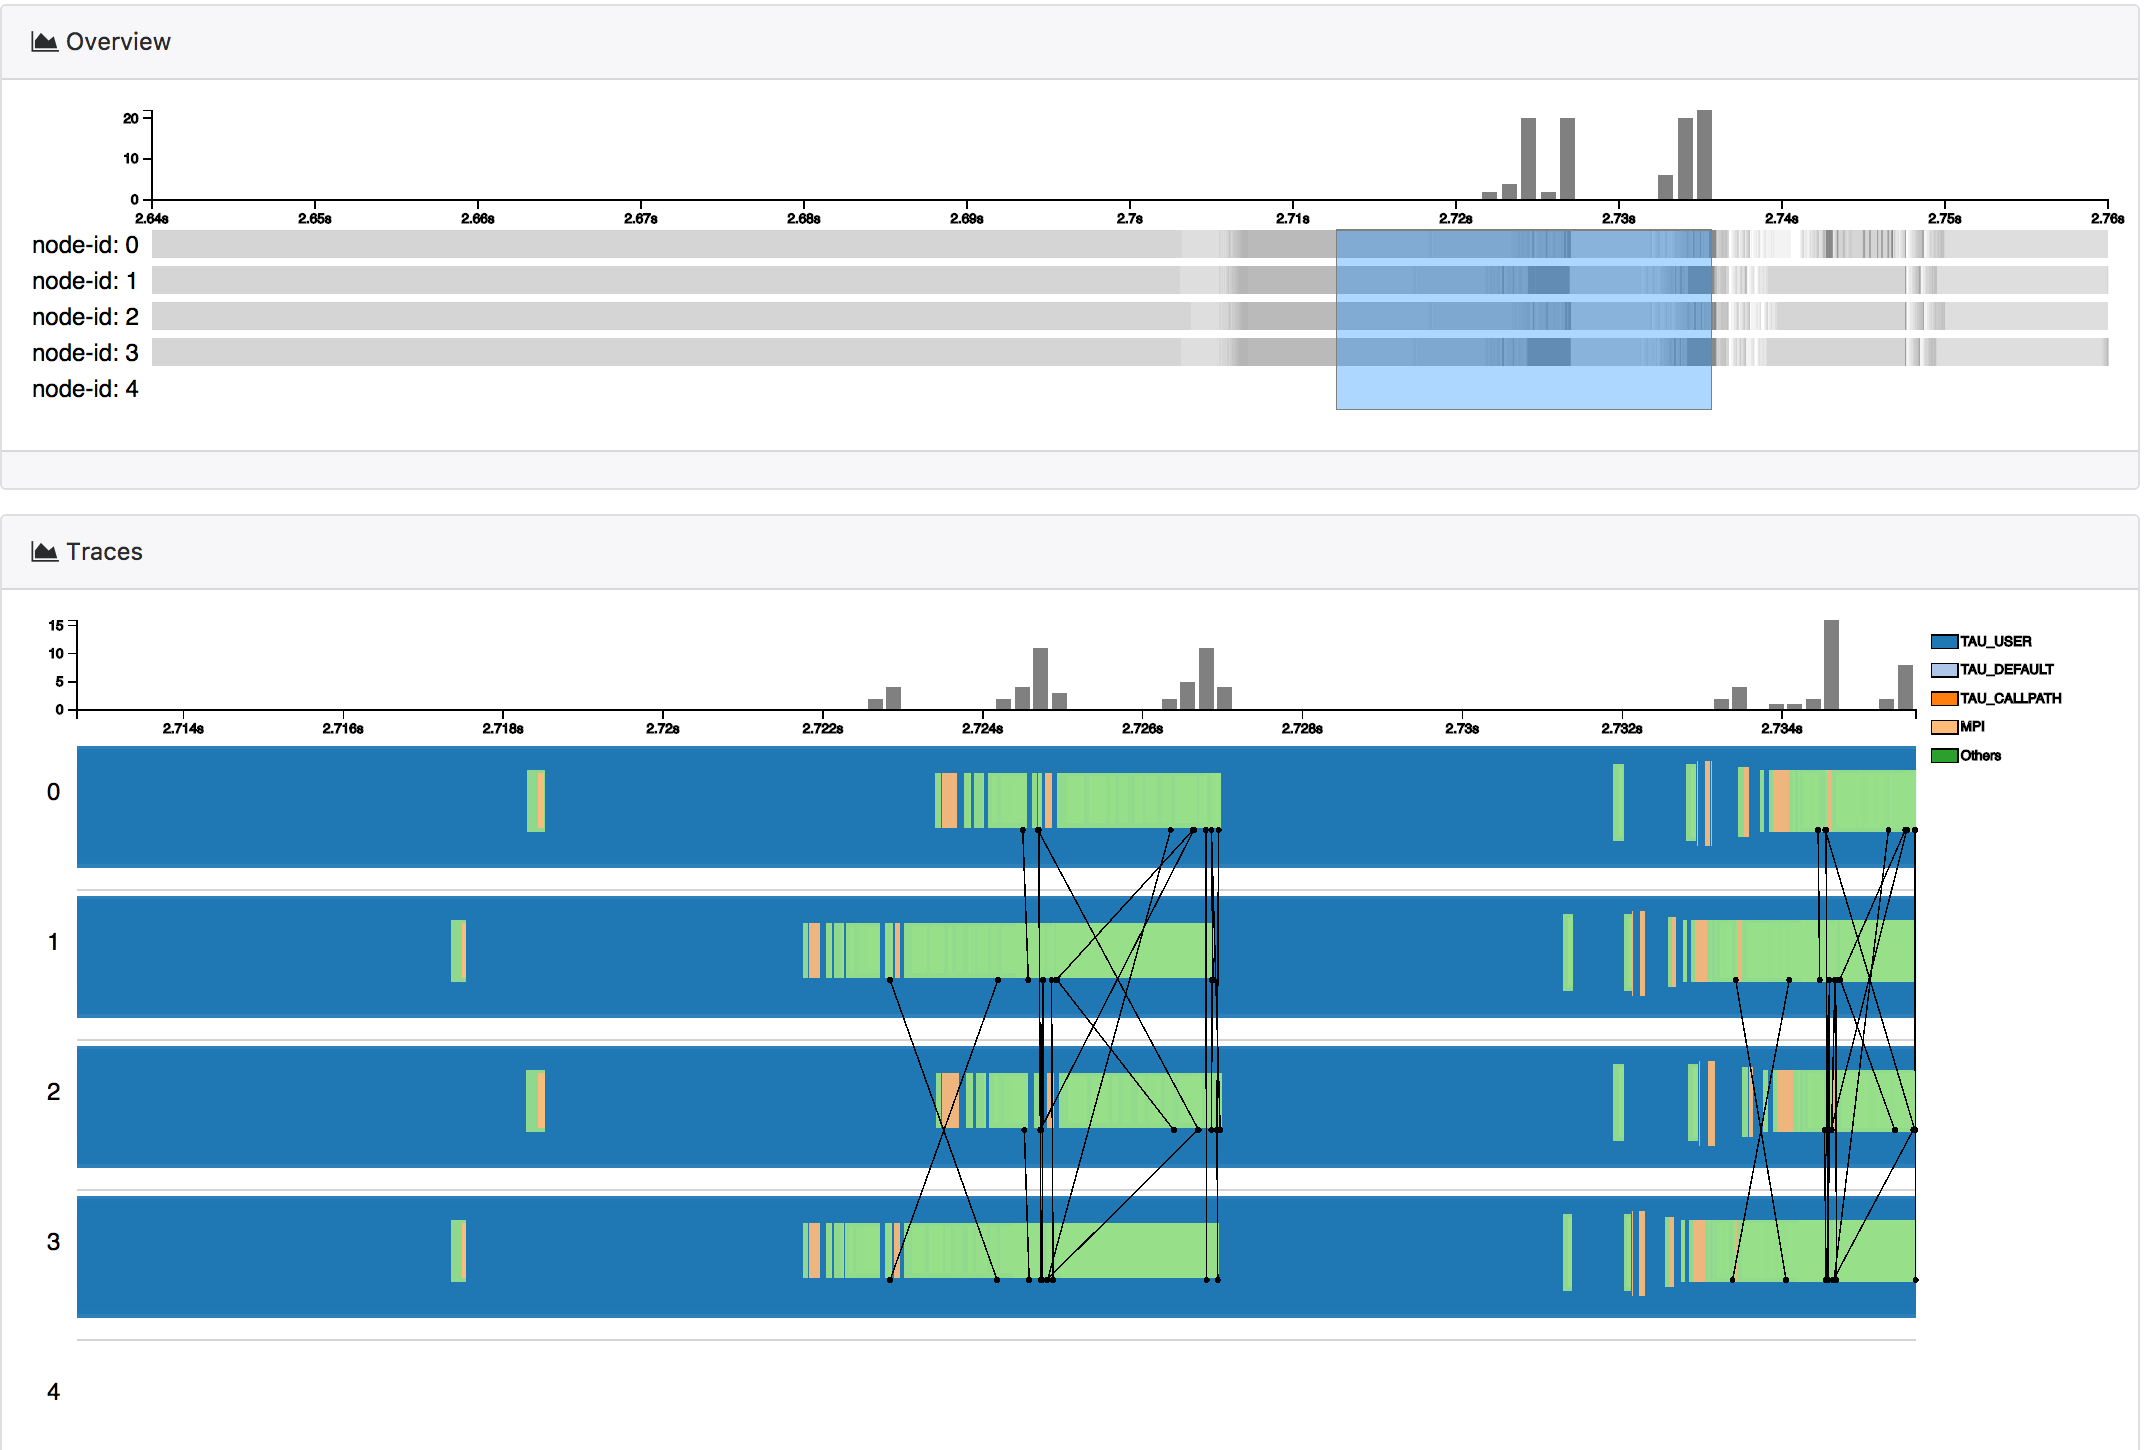 Overview
20
10
0
2.64s 2.65s 2.66s 2.67s 2.68s 2.69s 2.7s 2.71s 2.72s 2.73s 2.74s 2.75s 2.76s
node-id: 0
node-id: 1
node-id: 2
node-id: 3
node-id: 4
Traces
15
10
5
0
2.714s 2.716s 2.718s 2.72s 2.722s 2.724s 2.726s 2.728s 2.73s 2.732s 2.734s
TAU_USER
TAU_DEFAULT
TAU_CALLPATH
MPI
Others
0
1
2
3
4